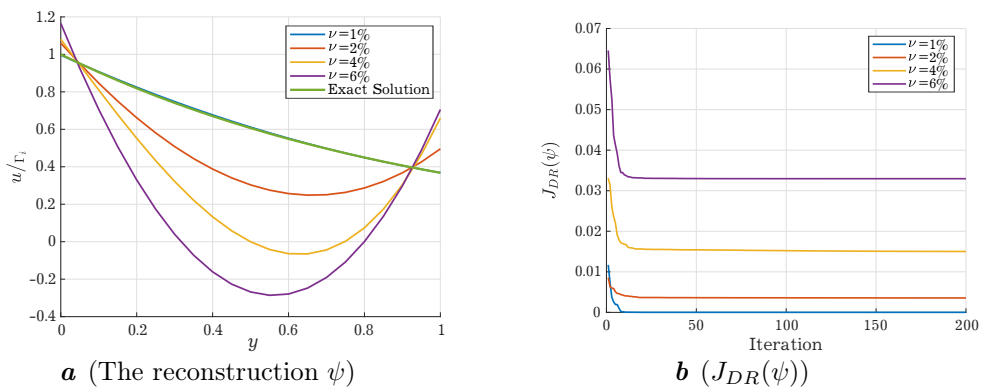 1.2
1
0.8
0.6
0.4
0.2
0
−0.2
−0.4
u/Γi
0 0.2 0.4 0.6 0.8 1
y
ν=1%
ν=2%
ν=4%
ν=6%
Exact Solution
a (The reconstruction ψ)
0.07
0.06
0.05
0.04
0.03
0.02
0.01
0
J_DR(ψ)
50 100 150 200
Iteration
ν=1%
ν=2%
ν=4%
ν=6%
b (J_DR(ψ))